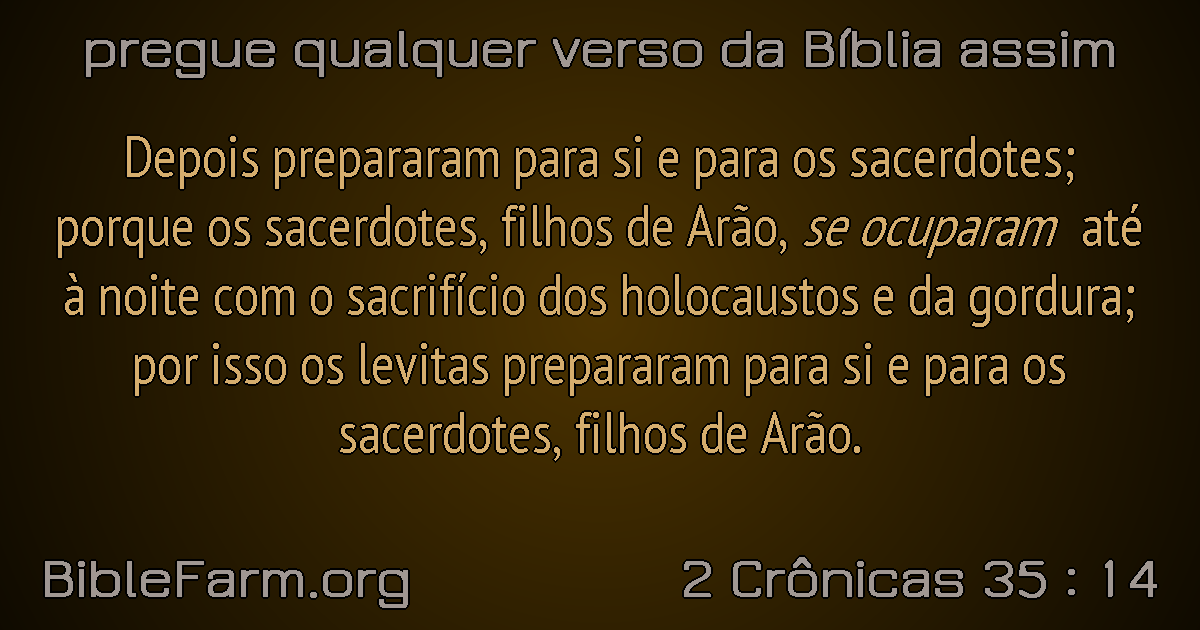 pregue qualquer verso da Bíblia assim
Depois prepararam para si e para os sacerdotes;
porque os sacerdotes, filhos de Arão, se ocuparam até
à noite com o sacrifício dos holocaustos e da gordura;
por isso os levitas prepararam para si e para os
sacerdotes, filhos de Arão.
BibleFarm.org
2 Crônicas 35 : 14